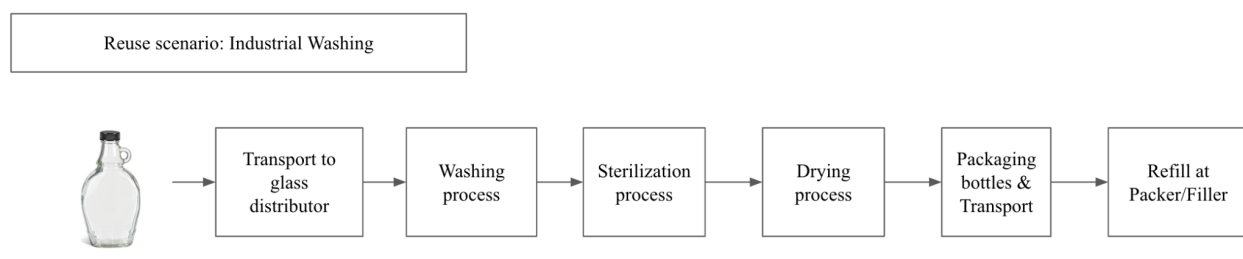 Reuse scenario: Industrial Washing
Transport to
glass
distributor
Washing
process
Sterilization
process
Drying
process
Packaging
bottles &
Transport
Refill at
Packer/Filler